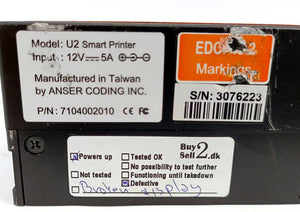 Model: U2 Smart Printer
Input: 12V⎓5A
Manufactured in Taiwan
by ANSER CODING INC.
P/N: 7104002010
CE
Markings
S/N: 3076223
Buy
Sell 2.dk
Powers up
Tested OK
No possibility to test further
Not tested
Functioning until takedown
Defective
Broken display